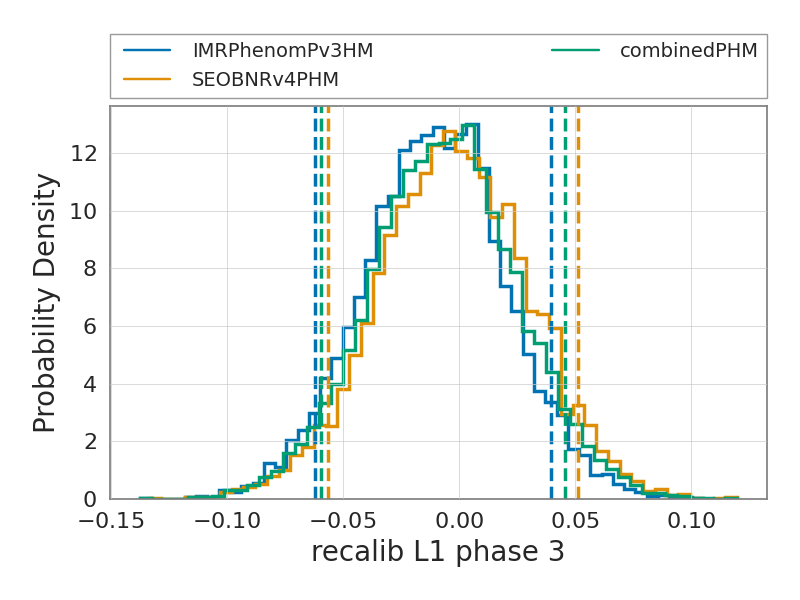 IMRPhenomPv3HM
SEOBNRv4PHM
combinedPHM
Probability Density
12
10
8
6
4
2
0
−0.15 −0.10 −0.05 0.00 0.05 0.10
recalib L1 phase 3